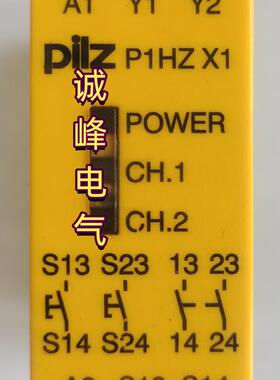 A1 Y1 Y2
pilz P1HZ X1
POWER
CH.1
CH.2
诚峰电气
S13 S23 13 23
S14 S24 14 24